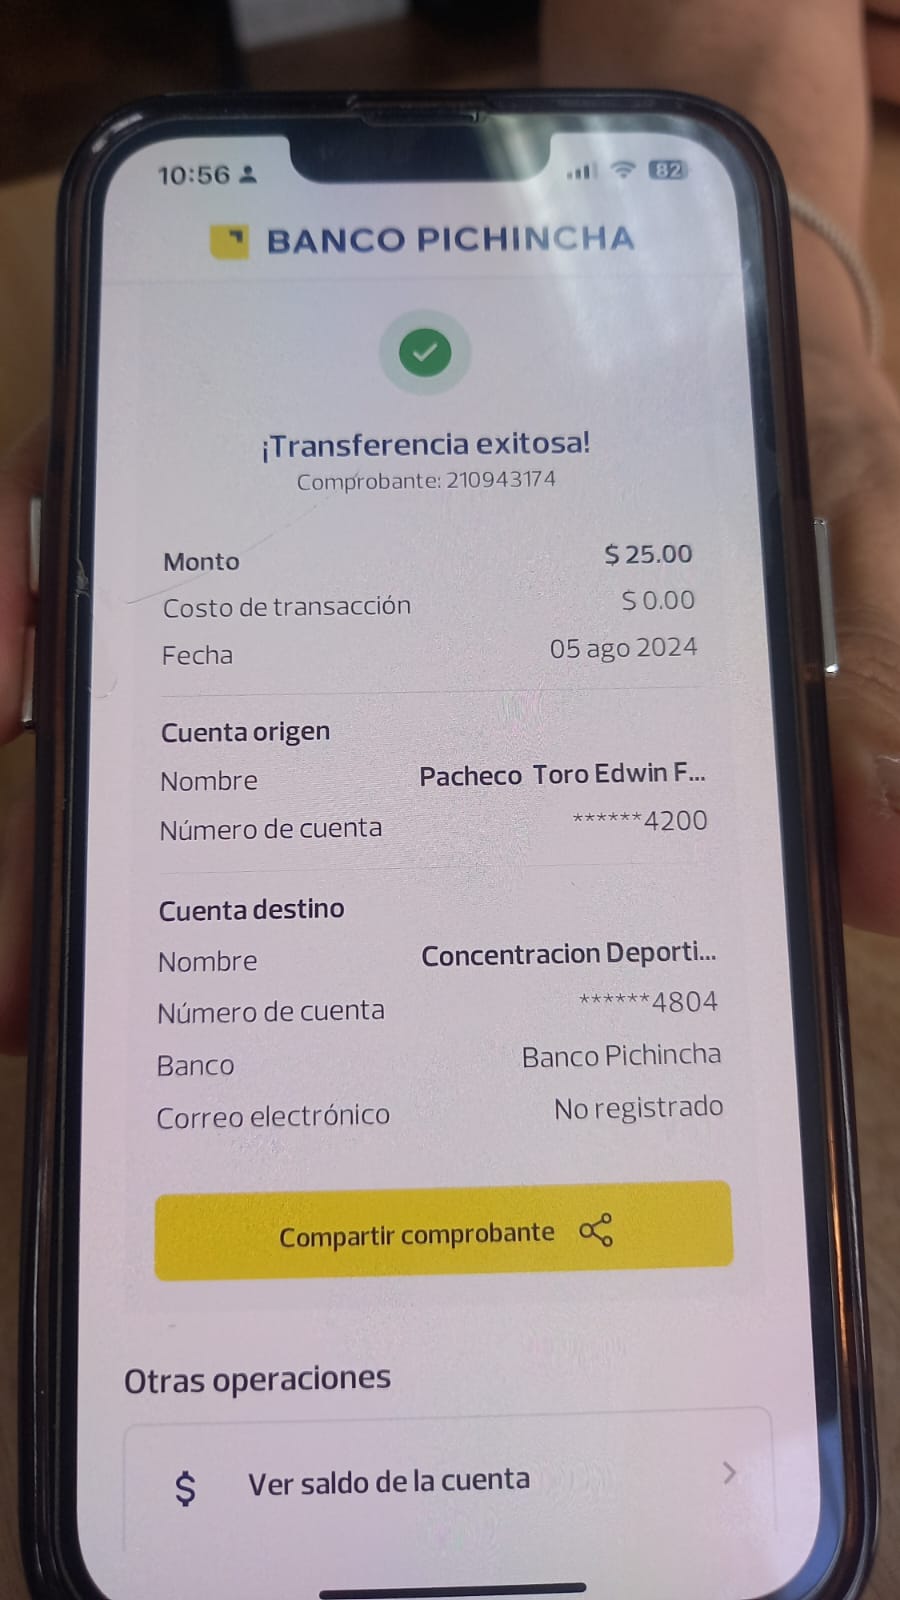 10:56
82
BANCO PICHINCHA
¡Transferencia exitosa!
Comprobante: 210943174
Monto $ 25.00
Costo de transacción $ 0.00
Fecha 05 ago 2024
Cuenta origen
Nombre Pacheco Toro Edwin F...
Número de cuenta ******4200
Cuenta destino
Nombre Concentracion Deporti...
Número de cuenta ******4804
Banco Banco Pichincha
Correo electrónico No registrado
Compartir comprobante
Otras operaciones
$ Ver saldo de la cuenta >